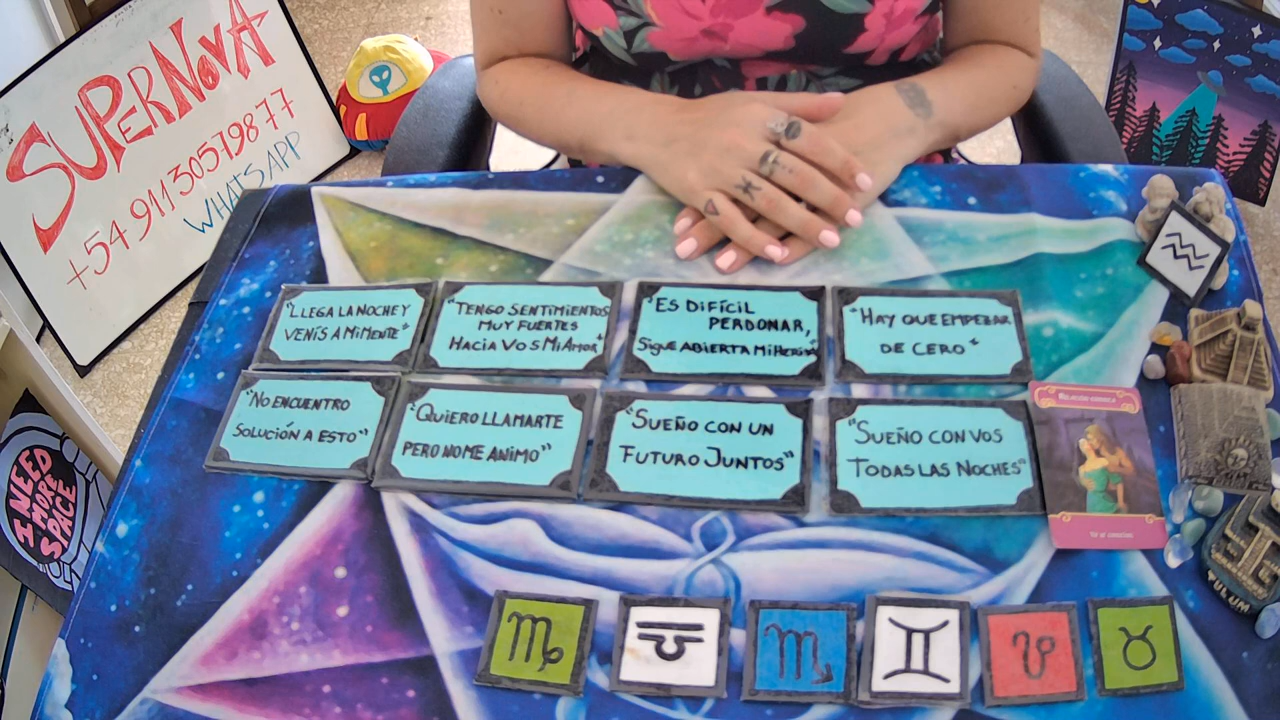 SUPERNOVA
+54 911 30519877
WHATSAPP
I NEED
MORE
SPACE
"LLEGA LA NOCHE Y
VENÍS A MI MENTE"
"TENGO SENTIMIENTOS
MUY FUERTES
HACIA VOS MI AMOR"
"ES DIFÍCIL
PERDONAR,
SIGUE ABIERTA MI HERIDA"
"HAY QUE EMPEZAR
DE CERO"
"NO ENCUENTRO
SOLUCIÓN A ESTO"
"QUIERO LLAMARTE
PERO NO ME ANIMO"
"SUEÑO CON UN
FUTURO JUNTOS"
"SUEÑO CON VOS
TODAS LAS NOCHES"
TULUM